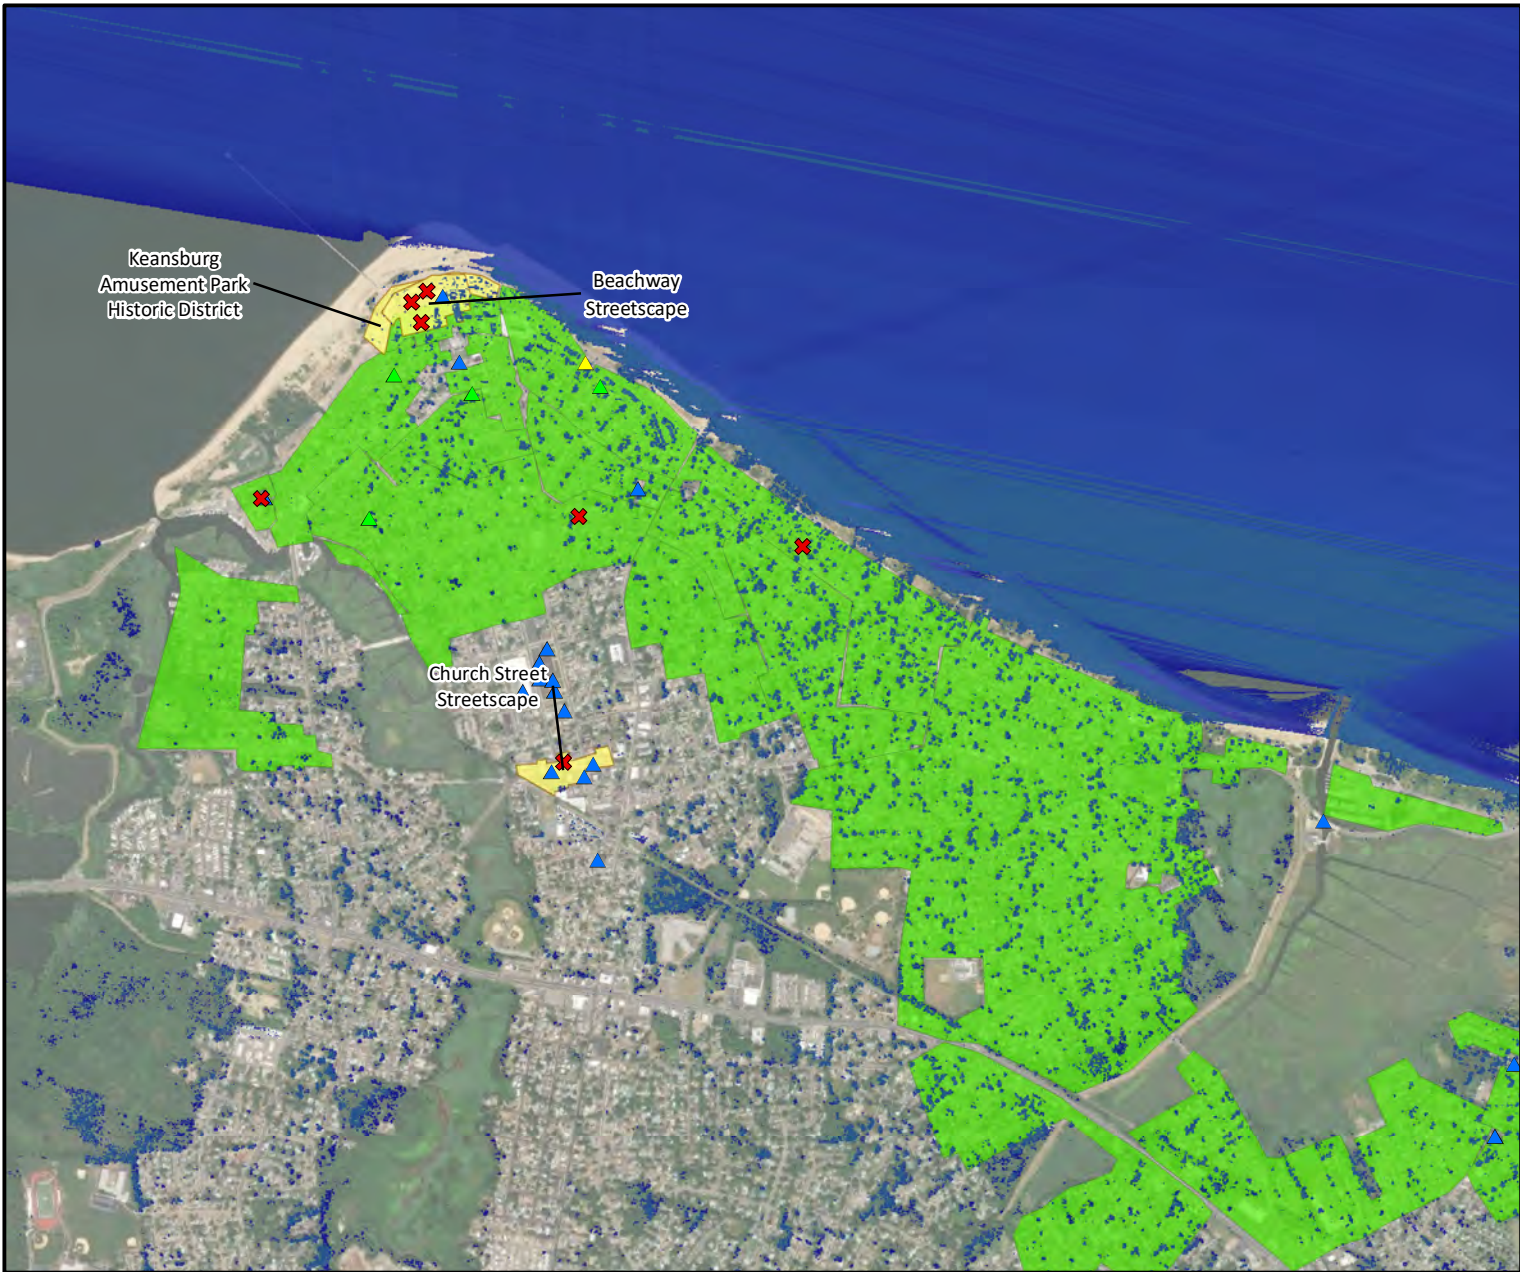 Keansburg
Amusement Park
Historic District
Beachway
Streetscape
Church Street
Streetscape